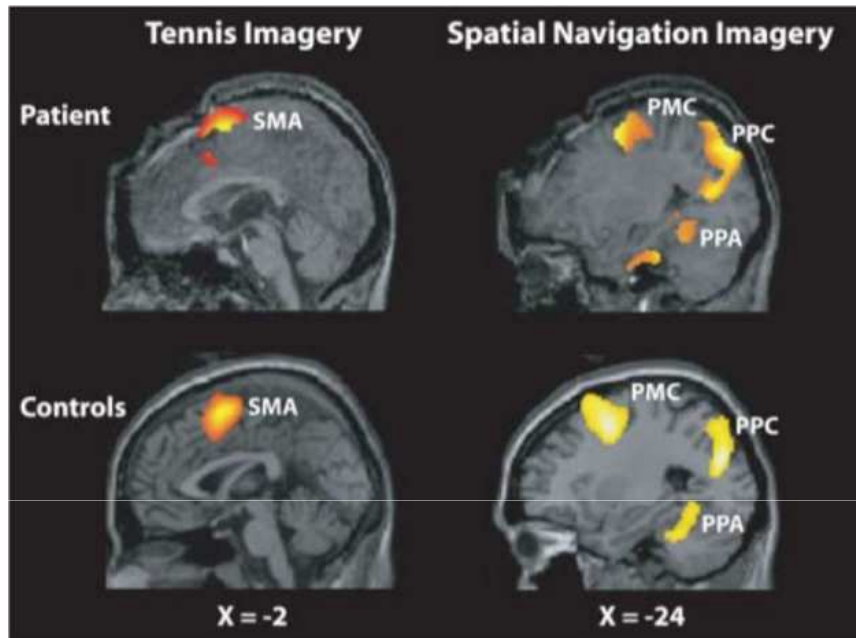 Tennis Imagery
Spatial Navigation Imagery
Patient
SMA
PMC
PPC
PPA
Controls
SMA
PMC
PPC
PPA
X = -2
X = -24